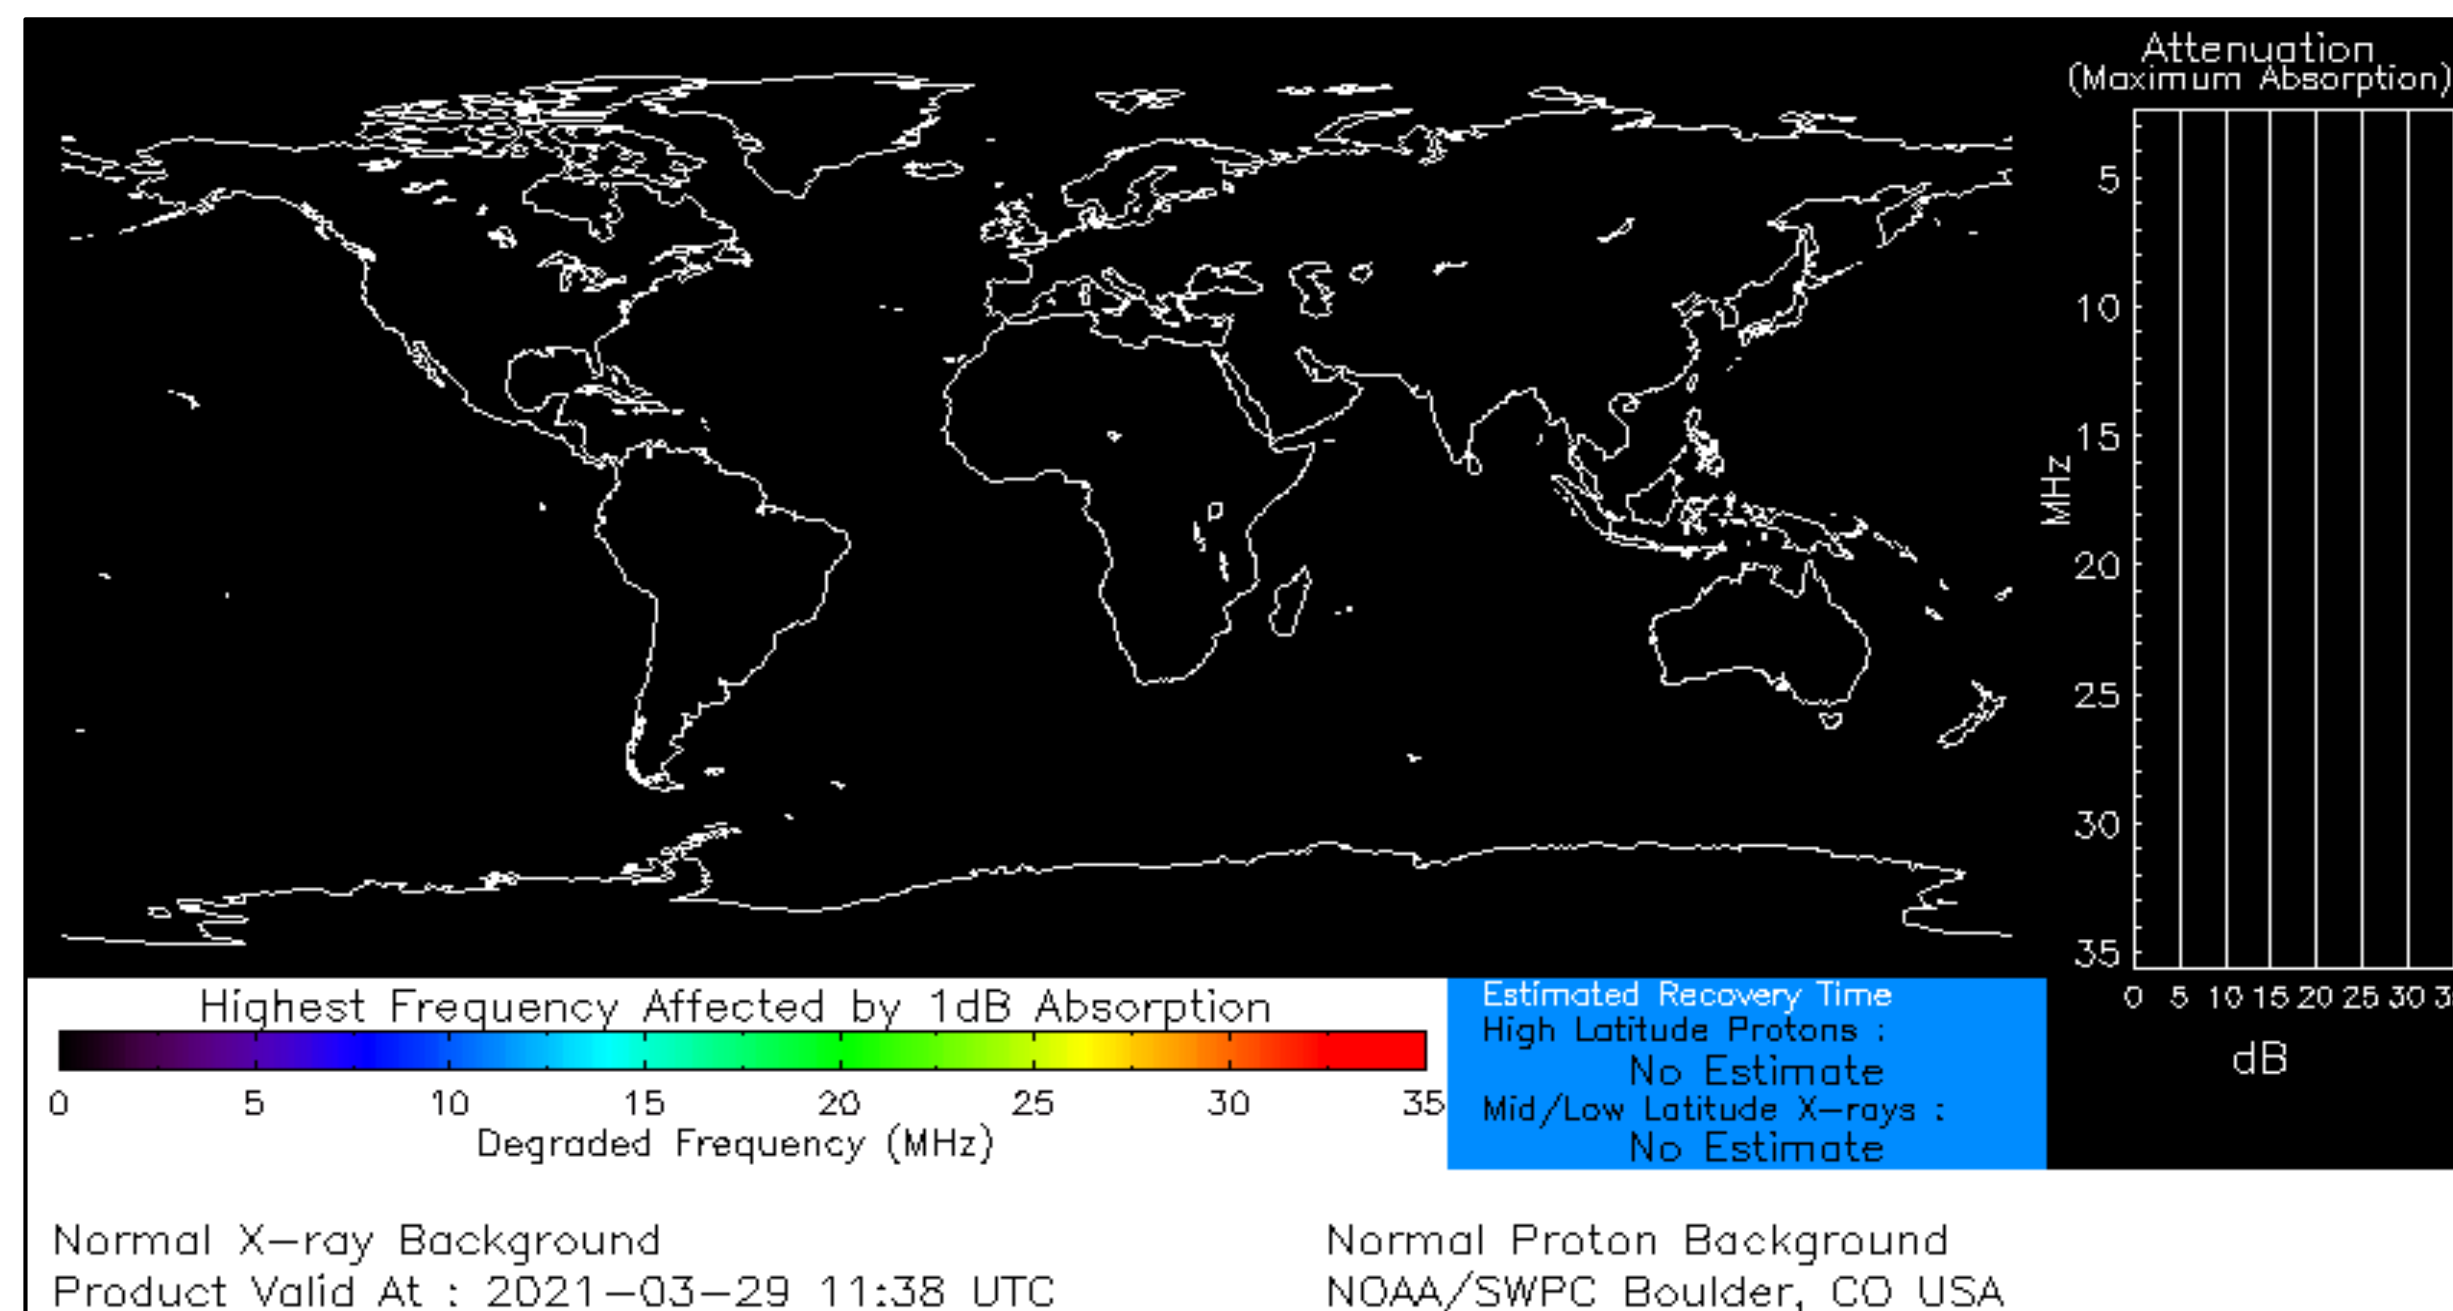 Attenuation
(Maximum Absorption)
5
10
15
20
25
30
35
MHz
0 5 10 15 20 25 30
dB
Highest Frequency Affected by 1dB Absorption
0 5 10 15 20 25 30 35
Degraded Frequency (MHz)
Estimated Recovery Time
High Latitude Protons :
No Estimate
Mid/Low Latitude X-rays :
No Estimate
Normal X-ray Background
Normal Proton Background
Product Valid At : 2021-03-29 11:38 UTC
NOAA/SWPC Boulder, CO USA